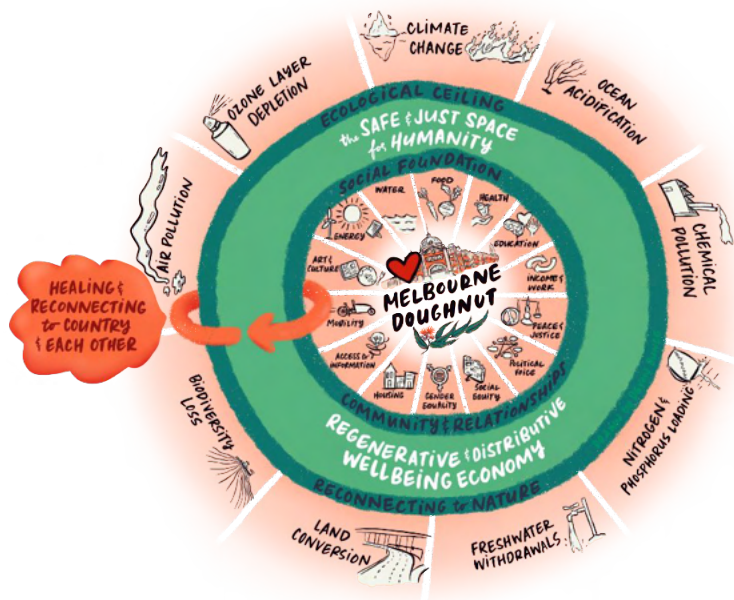 CLIMATE
CHANGE
OCEAN
ACIDIFICATION
CHEMICAL
POLLUTION
NITROGEN &
PHOSPHORUS LOADING
FRESHWATER
WITHDRAWALS
LAND
CONVERSION
BIODIVERSITY
LOSS
AIR POLLUTION
OZONE LAYER
DEPLETION
ECOLOGICAL CEILING
the SAFE & JUST SPACE
for HUMANITY
SOCIAL FOUNDATION
WATER
FOOD
HEALTH
EDUCATION
INCOME &
WORK
PEACE &
JUSTICE
POLITICAL
VOICE
SOCIAL
EQUITY
GENDER
EQUALITY
HOUSING
ACCESS &
INFORMATION
MOBILITY
ART &
CULTURE
ENERGY
MELBOURNE
DOUGHNUT
COMMUNITY & RELATIONSHIPS
REGENERATIVE & DISTRIBUTIVE
WELLBEING ECONOMY
RECONNECTING to NATURE
HEALING &
RECONNECTING
to COUNTRY
& EACH OTHER